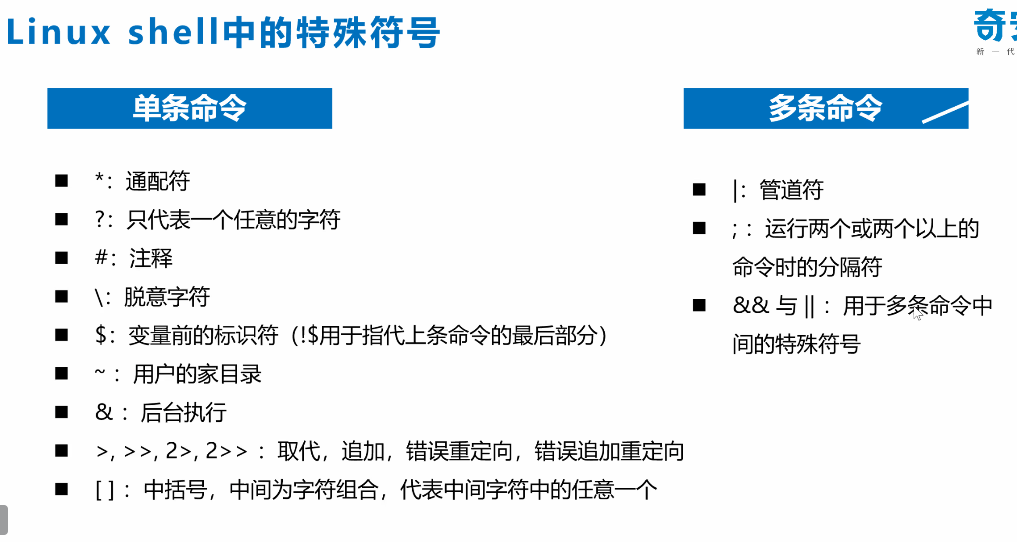 Linux shell中的特殊符号
奇安
新 一 代
单条命令
*：通配符
?：只代表一个任意的字符
#：注释
\：脱意字符
$：变量前的标识符（!$用于指代上条命令的最后部分）
~ ：用户的家目录
& ：后台执行
>, >>, 2>, 2>> ：取代，追加，错误重定向，错误追加重定向
[ ] ：中括号，中间为字符组合，代表中间字符中的任意一个
多条命令
|：管道符
; ：运行两个或两个以上的
命令时的分隔符
&& 与 || ：用于多条命令中
间的特殊符号